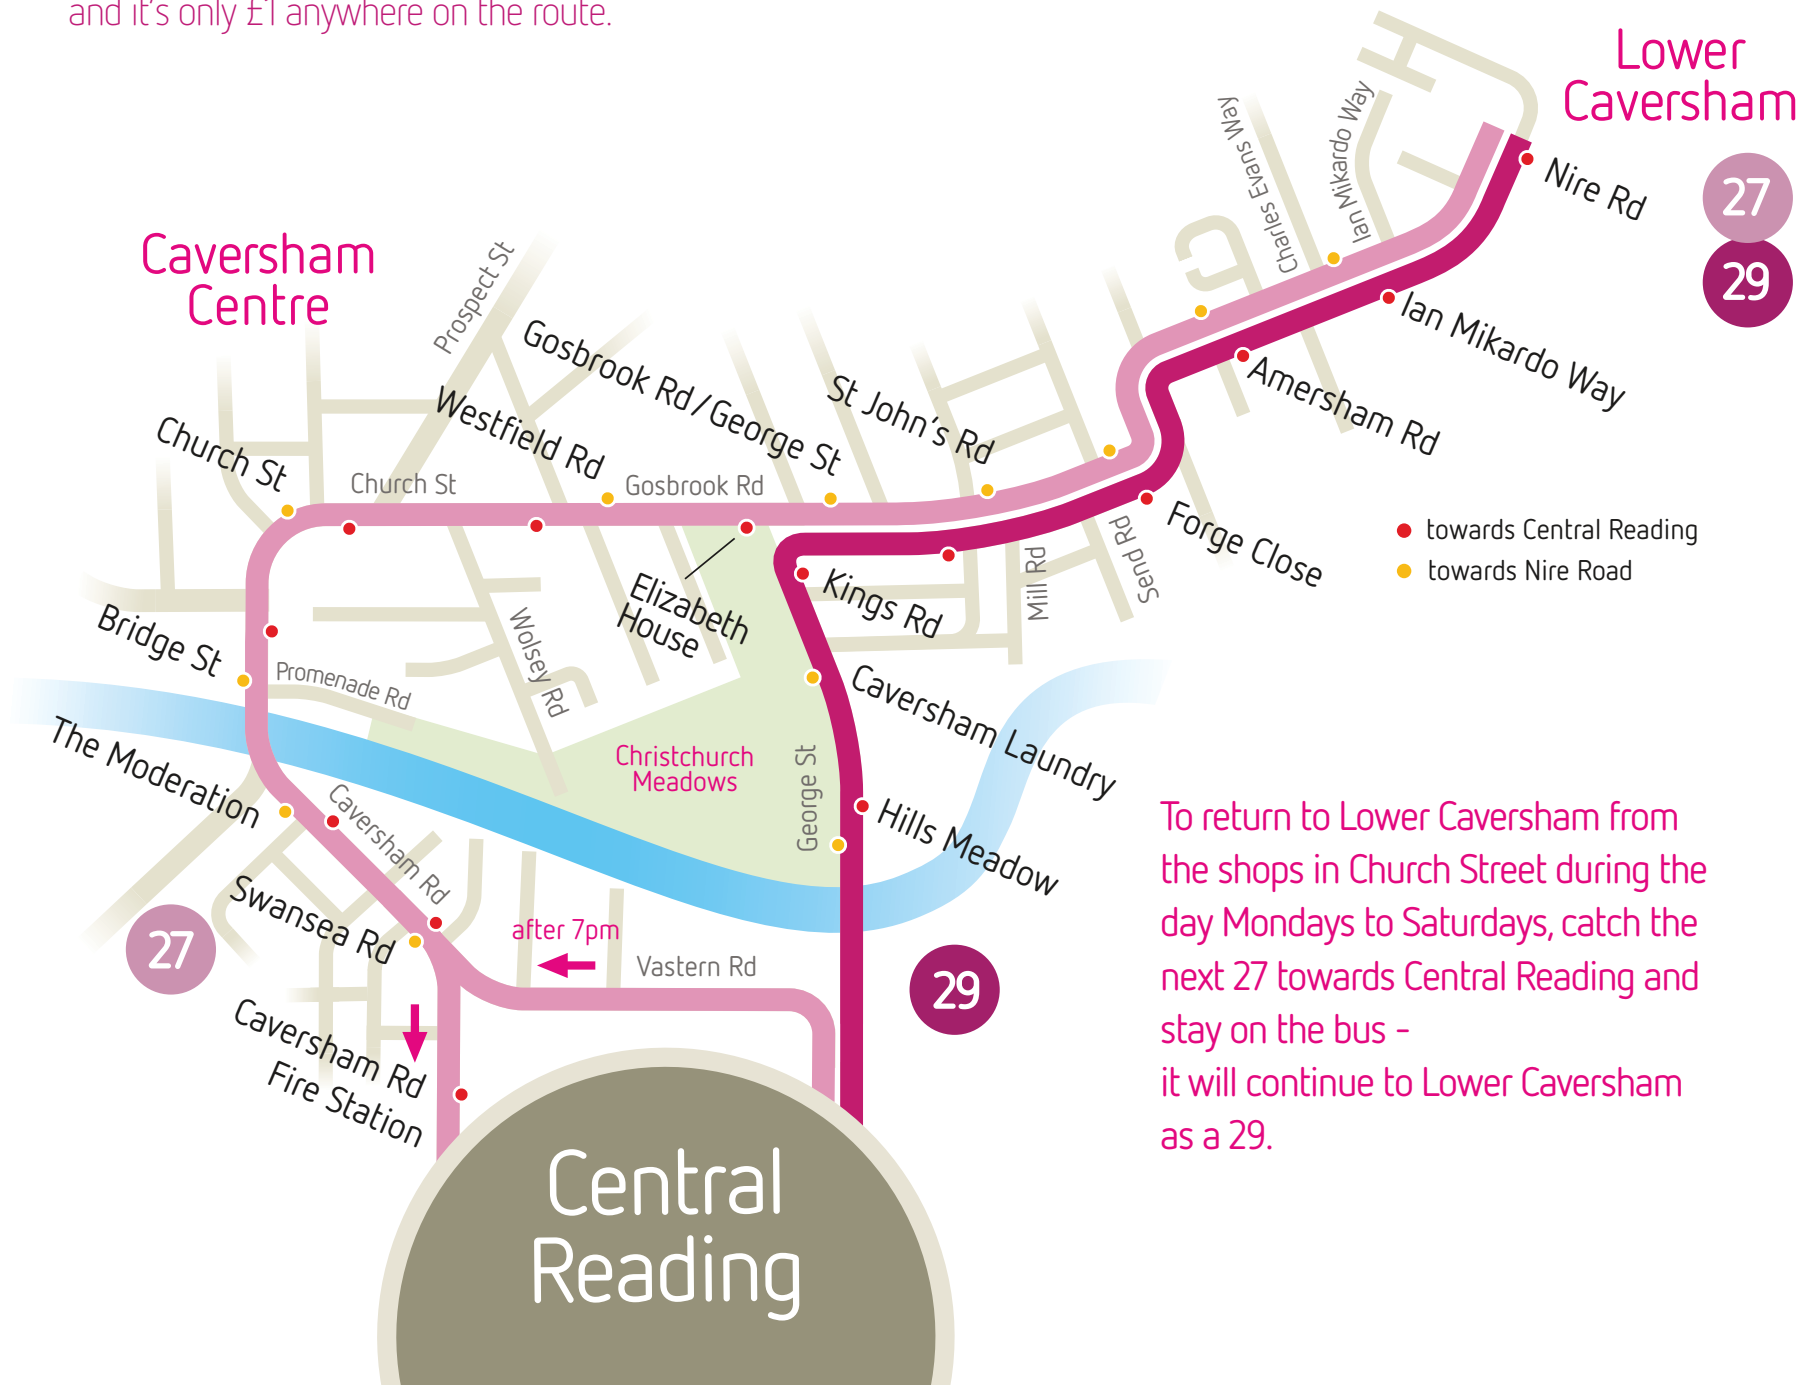 and it's only £1 anywhere on the route.
Lower
Caversham
27
29
Nire Rd
Ian Mikardo Way
Charles Evans Way
Ian Mikardo Way
Amersham Rd
Forge Close
Caversham
Centre
Prospect St
Gosbrook Rd/George St
St John's Rd
Westfield Rd
Church St
Church St
Gosbrook Rd
towards Central Reading
towards Nire Road
Send Rd
Mill Rd
Kings Rd
Elizabeth
House
Wolsey Rd
Bridge St
Promenade Rd
Caversham Laundry
The Moderation
Christchurch
Meadows
George St
Hills Meadow
Caversham Rd
Swansea Rd
27
after 7pm
Vastern Rd
29
Caversham Rd
Fire Station
To return to Lower Caversham from
the shops in Church Street during the
day Mondays to Saturdays, catch the
next 27 towards Central Reading and
stay on the bus -
it will continue to Lower Caversham
as a 29.
Central
Reading